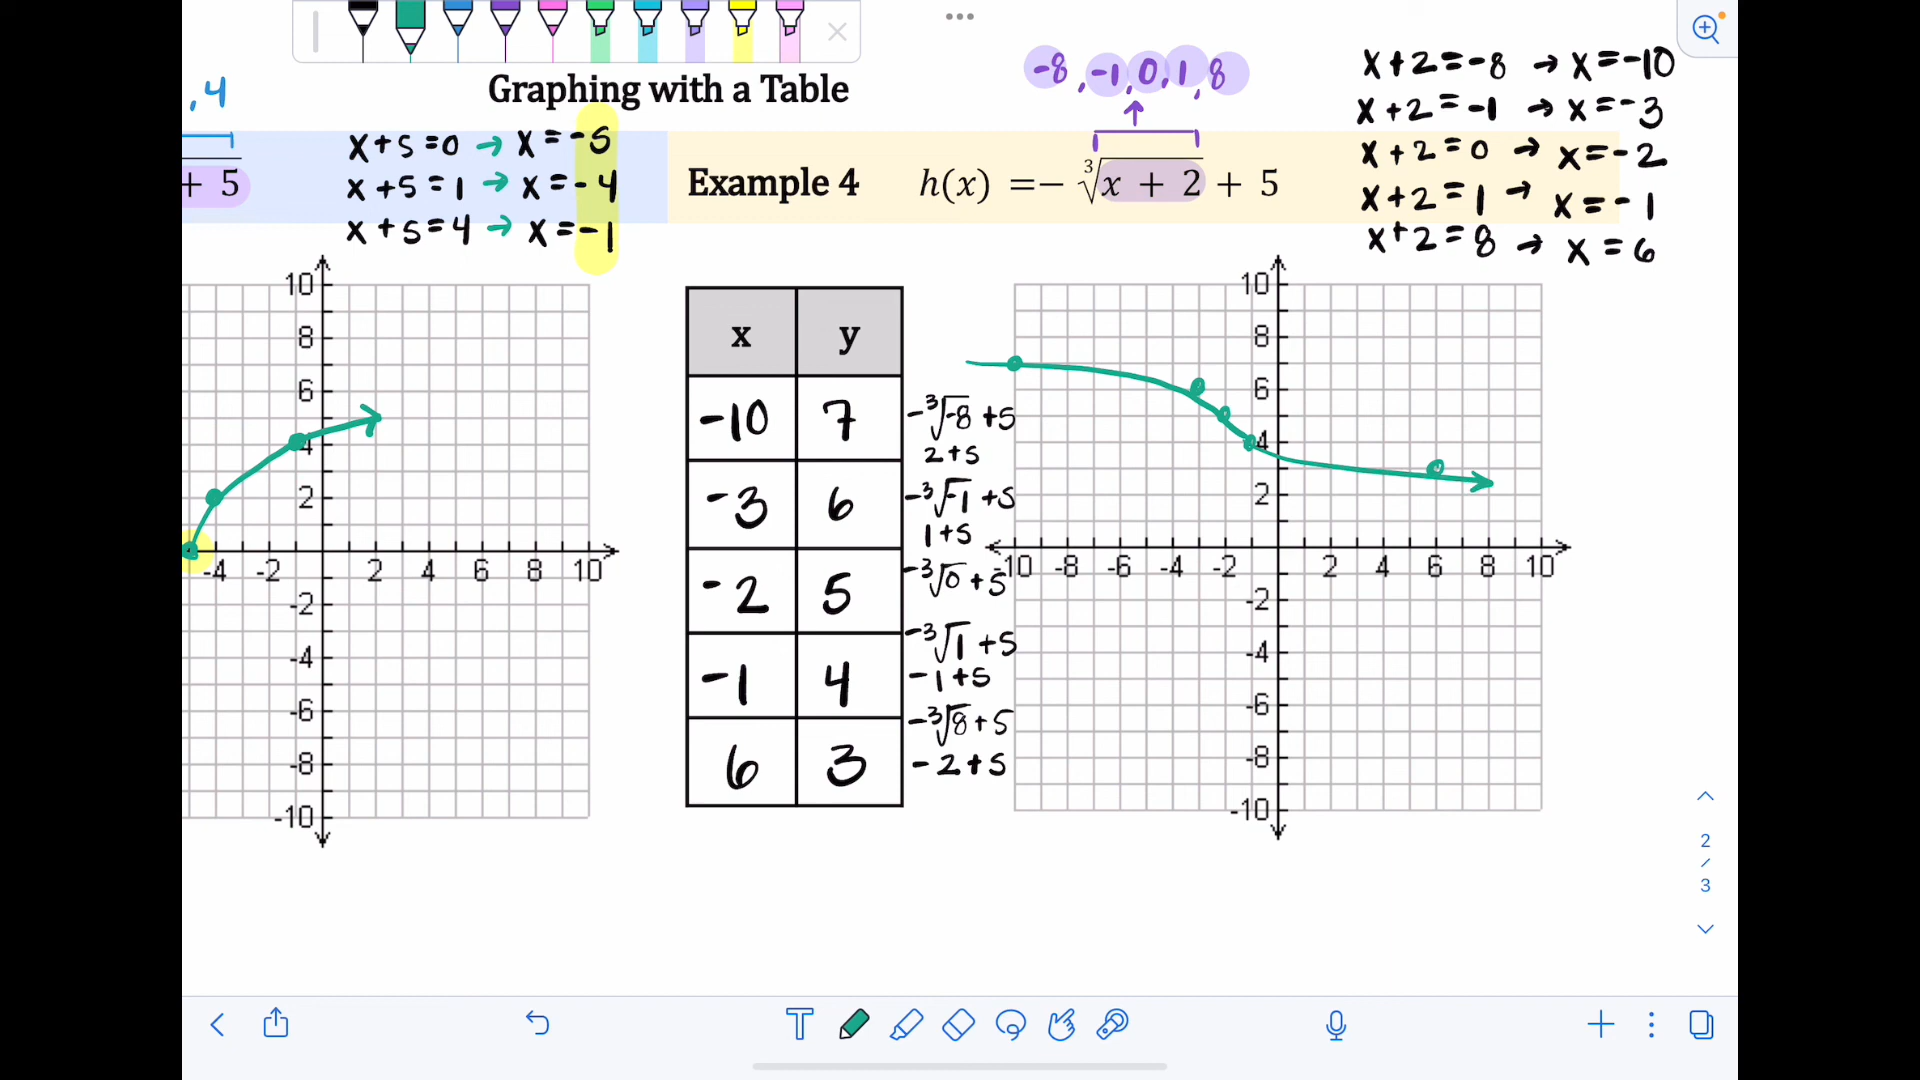 Graphing with a Table
, 4
+ 5
x + 5 = 0 → x = -5
x + 5 = 1 → x = -4
x + 5 = 4 → x = -1
-8, -1, 0, 1, 8
↑
Example 4 h(x) = - ∛(x + 2) + 5
x + 2 = -8 → x = -10
x + 2 = -1 → x = -3
x + 2 = 0 → x = -2
x + 2 = 1 → x = -1
x + 2 = 8 → x = 6
10
8
6
4
2
-4 -2 2 4 6 8 10
-2
-4
-6
-8
-10
x y
-10 7 -∛-8 + 5
2 + 5
-3 6 -∛-1 + 5
1 + 5
-2 5 -∛0 + 5
-1 4 -∛1 + 5
-1 + 5
6 3 -∛8 + 5
-2 + 5
10
8
6
4
2
-10 -8 -6 -4 -2 2 4 6 8 10
-2
-4
-6
-8
-10
2
/
3
T